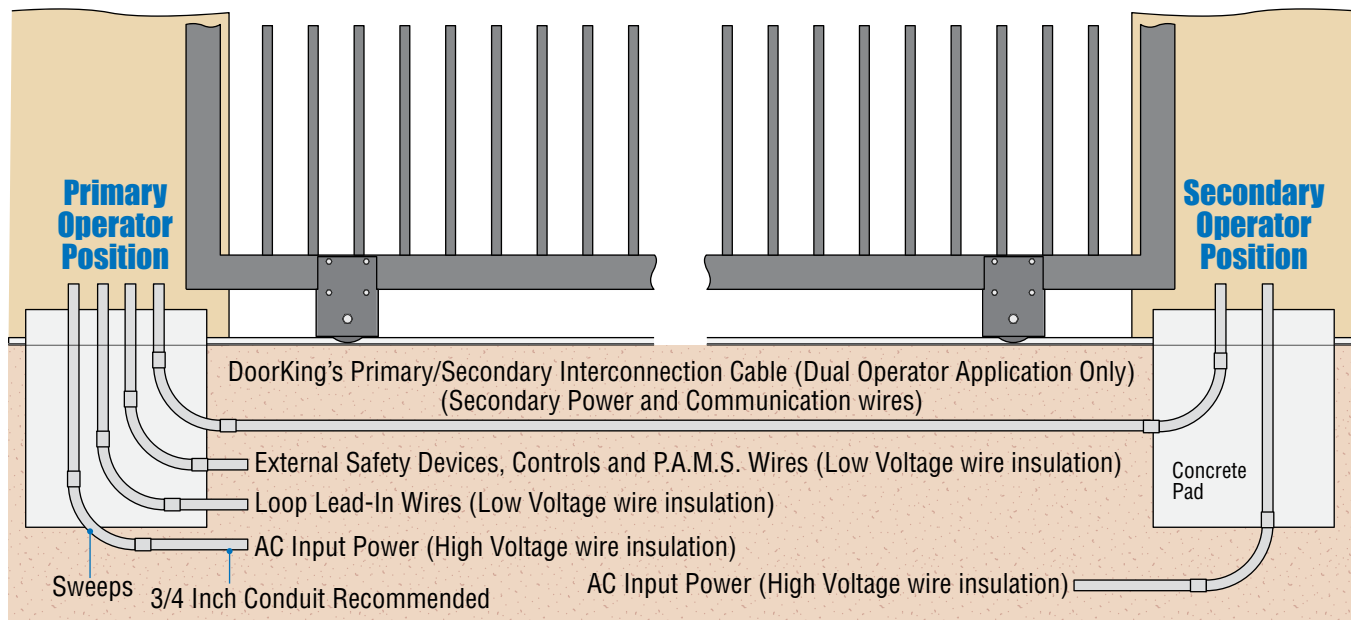 Primary
Operator
Position
Secondary
Operator
Position
DoorKing's Primary/Secondary Interconnection Cable (Dual Operator Application Only)
(Secondary Power and Communication wires)
External Safety Devices, Controls and P.A.M.S. Wires (Low Voltage wire insulation)
Concrete
Pad
Loop Lead-In Wires (Low Voltage wire insulation)
AC Input Power (High Voltage wire insulation)
Sweeps
3/4 Inch Conduit Recommended
AC Input Power (High Voltage wire insulation)